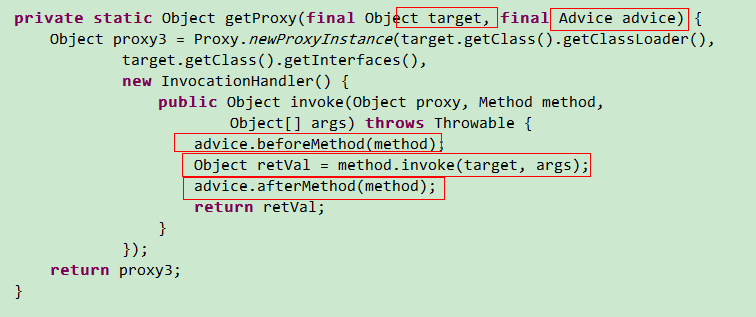 private static Object getProxy(final Object target, final Advice advice) {
Object proxy3 = Proxy.newProxyInstance(target.getClass().getClassLoader(),
target.getClass().getInterfaces(),
new InvocationHandler() {
public Object invoke(Object proxy, Method method,
Object[] args) throws Throwable {
advice.beforeMethod(method);
Object retVal = method.invoke(target, args);
advice.afterMethod(method);
return retVal;
}
});
return proxy3;
}